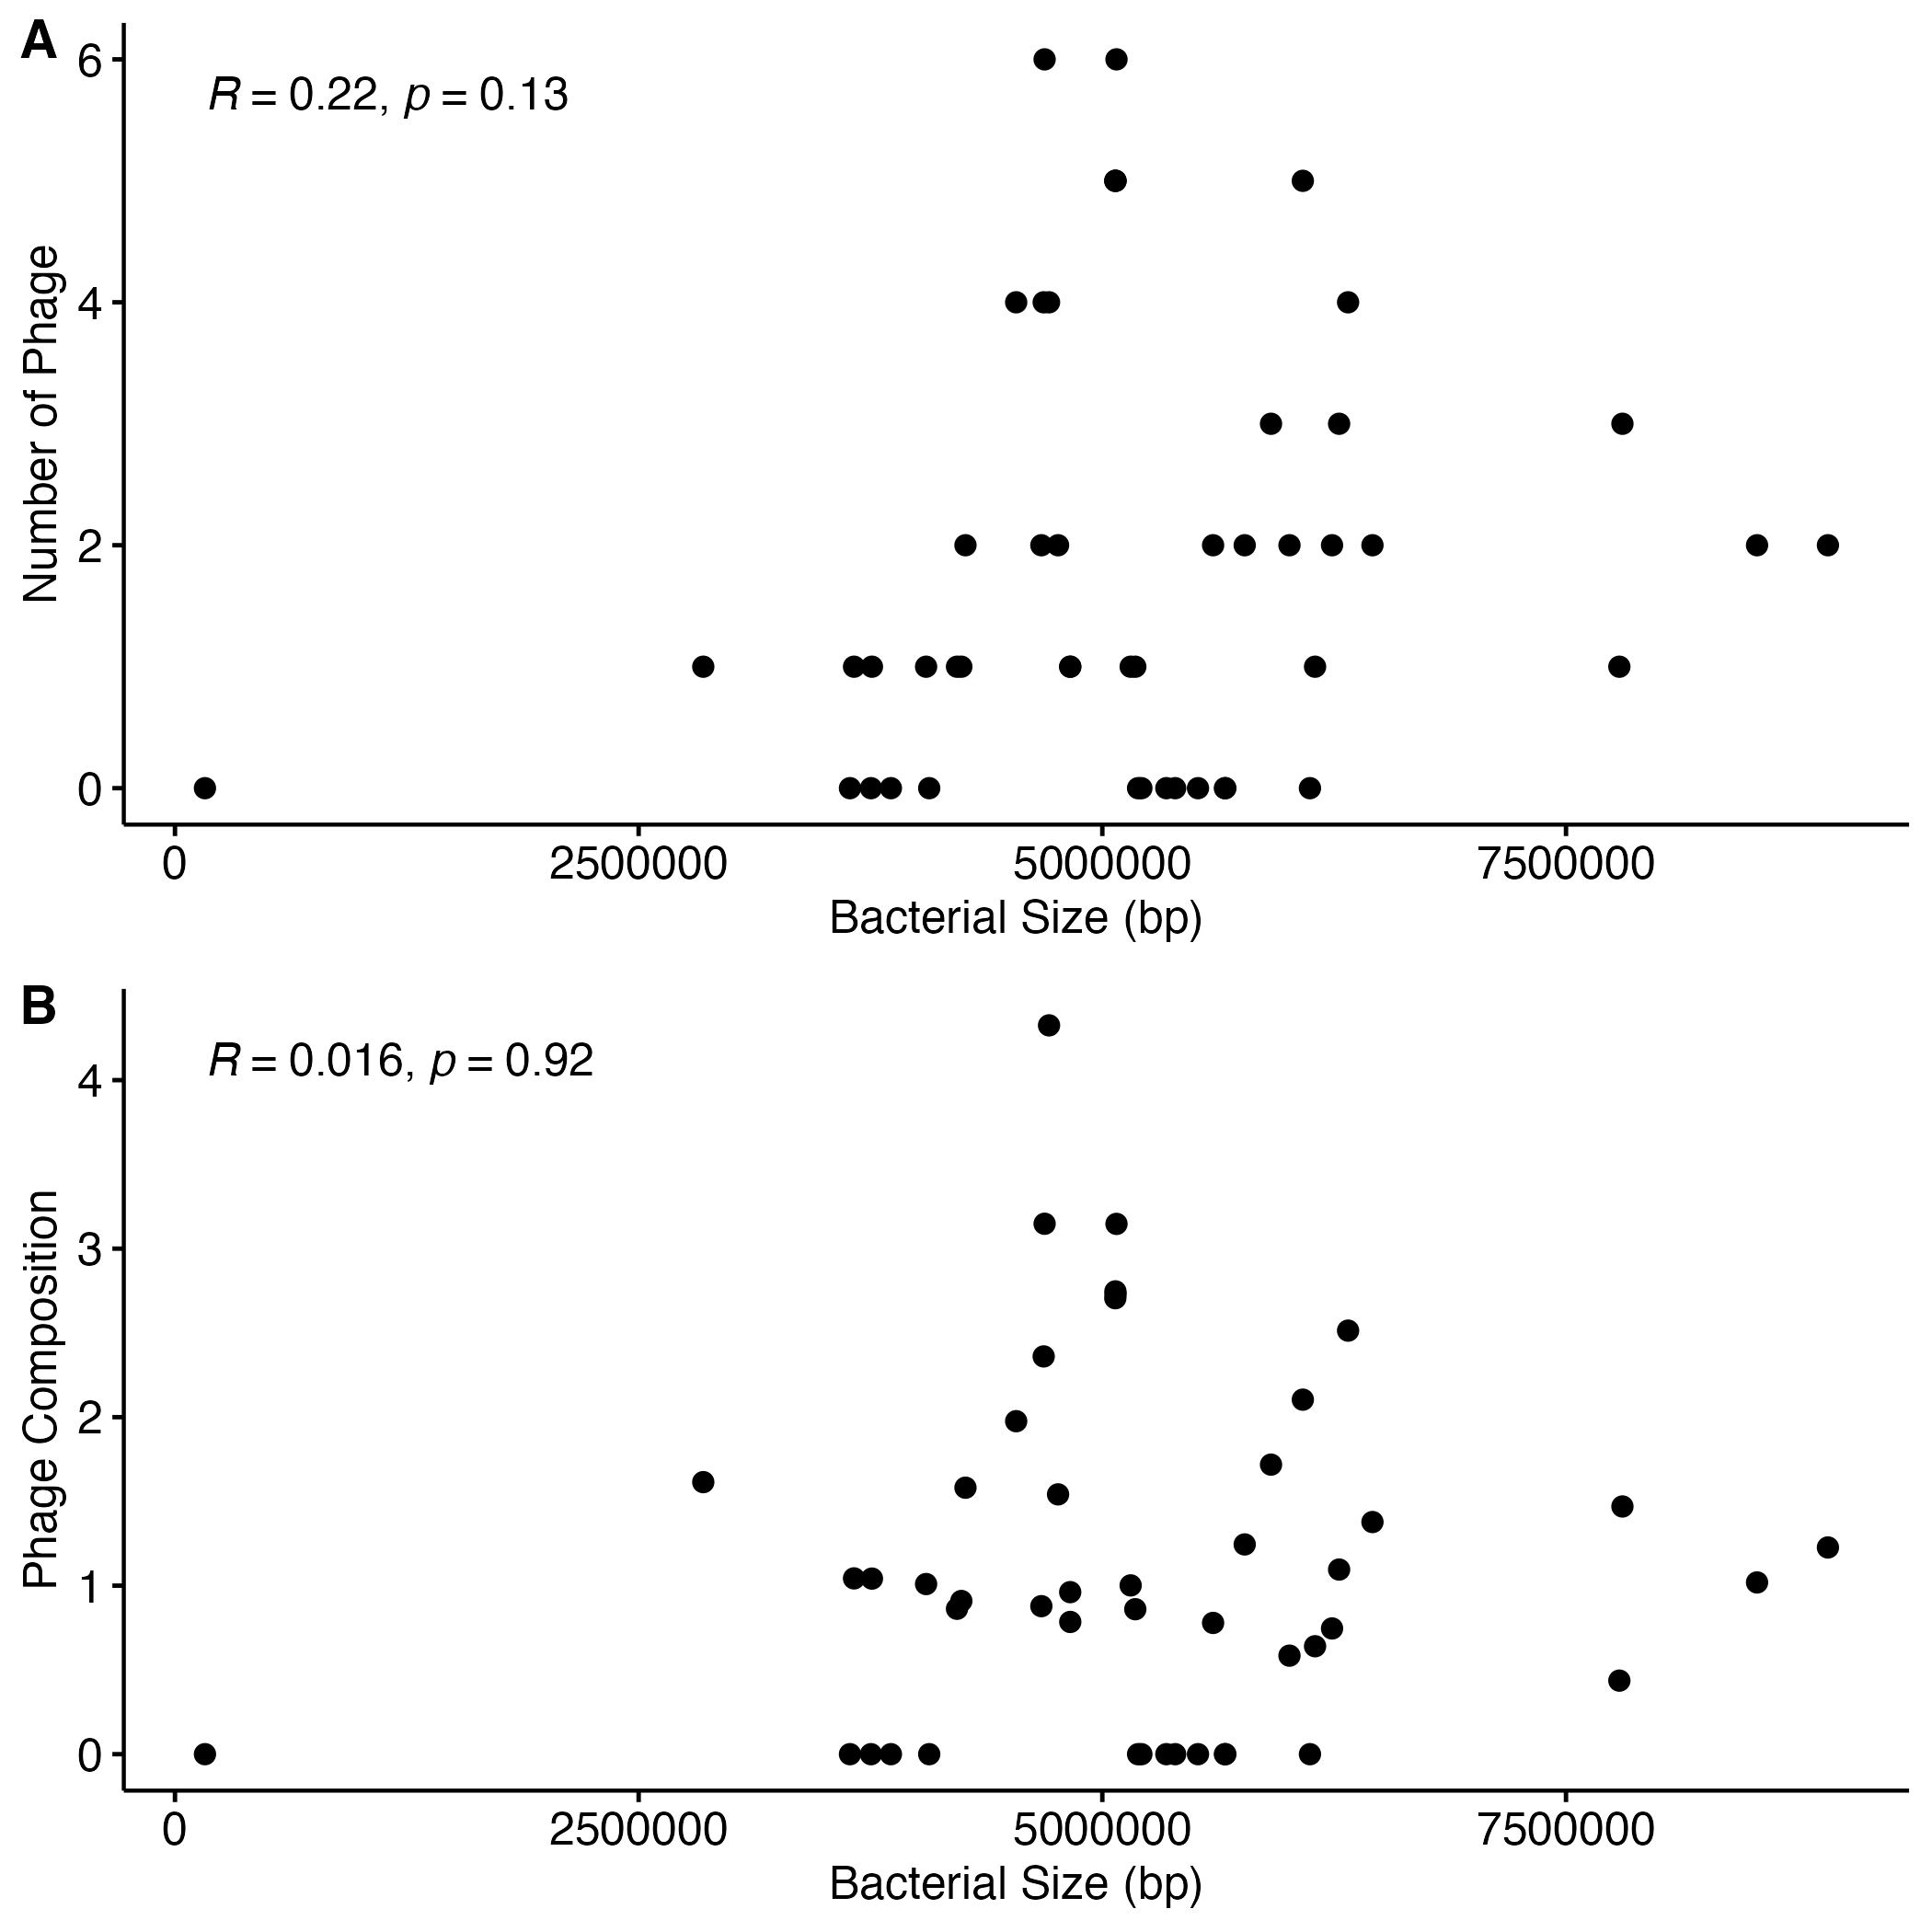 A
R = 0.22, p = 0.13
Number of Phage
6
4
2
0
0 2500000 5000000 7500000
Bacterial Size (bp)
B
R = 0.016, p = 0.92
Phage Composition
4
3
2
1
0
0 2500000 5000000 7500000
Bacterial Size (bp)